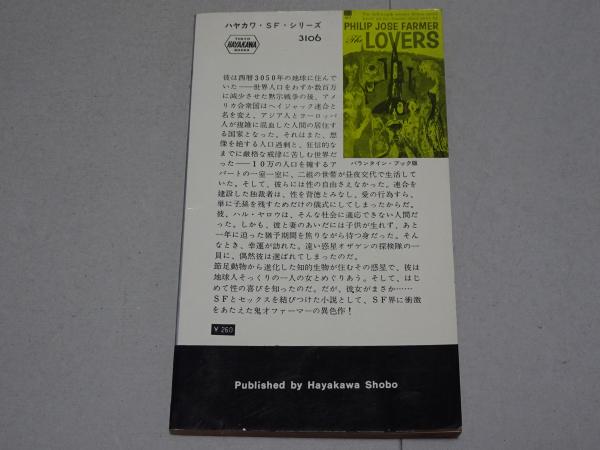 ハヤカワ・SF・シリーズ
3106
TOKYO
HAYAKAWA
BOOKS
PHILIP JOSE FARMER
The LOVERS
バランタイン・ブック版
彼は西暦3050年の地球に住んで
いた——世界人口をわずか数百万
に減少させた黙示戦争の後、アメ
リカ合衆国はヘイジャック連合と
名を変え、アジア人とヨーロッパ
人が複雑に混血した人間の居住す
る国家となった。それはまた、想
像を絶する人口過剰と、狂信的な
までに厳格な戒律に苦しむ世界だ
った——10万の人口を擁するア
パートの一室一室に、二組の世帯が昼夜交代で生活して
いた。そして、彼らには性の自由さえなかった。連合を
建設した独裁者は、性を背徳とみなし、愛の行為すら、
単に子孫を残すためだけの儀式にしてしまったからだ。
彼、ハル・ヤロウは、そんな社会に適応できない人間だ
った。しかも、彼と妻のあいだには子供が生れず、あと
一年に迫った猶予期間を焦りながら待つ身だった。そん
なとき、幸運が訪れた。遠い惑星オザゲンの探検隊の一
員に、偶然彼は選ばれてしまったのだ。
節足動物から進化した知的生物が住むその惑星で、彼は
地球人そっくりの一人の女とめぐりあう。そして、はじ
めて性の喜びを知ったのだ。だが、彼女がまさか……
SFとセックスを結びつけた小説として、SF界に衝激
をあたえた鬼才ファーマーの異色作！
¥260
Published by Hayakawa Shobo